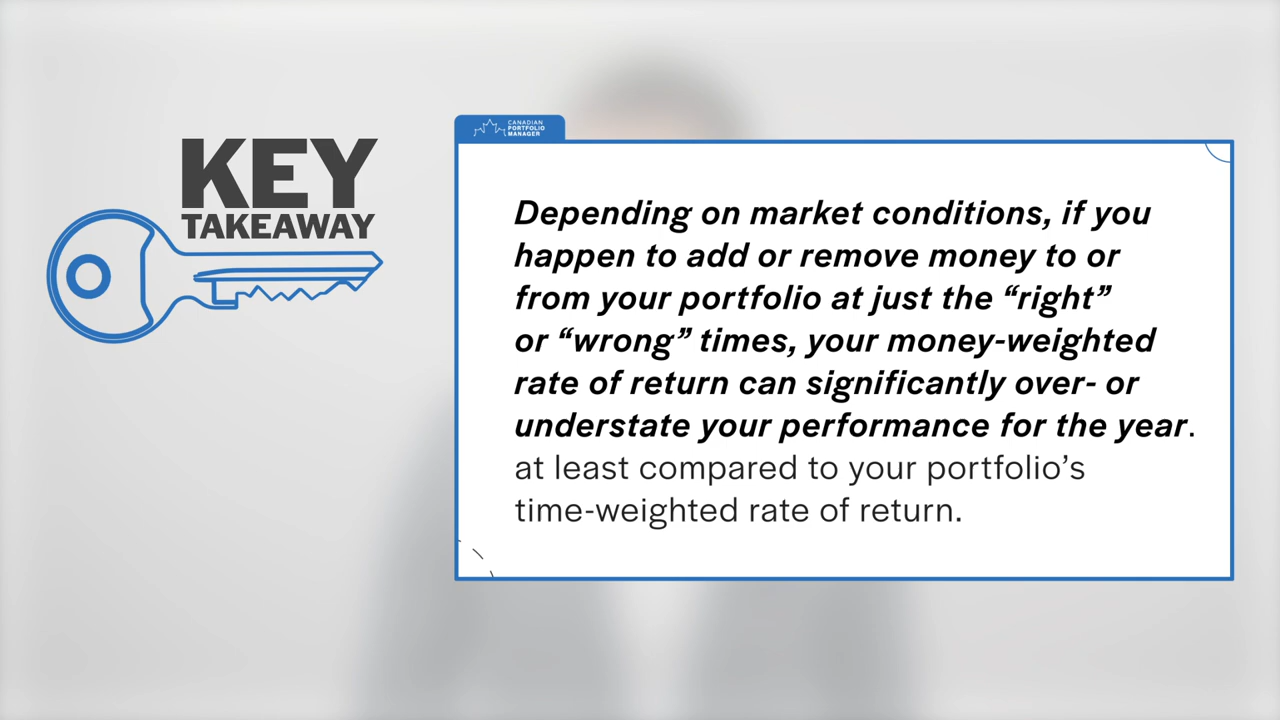 KEY
TAKEAWAY
CANADIAN
PORTFOLIO
MANAGER
Depending on market conditions, if you
happen to add or remove money to or
from your portfolio at just the “right”
or “wrong” times, your money-weighted
rate of return can significantly over- or
understate your performance for the year.
at least compared to your portfolio’s
time-weighted rate of return.